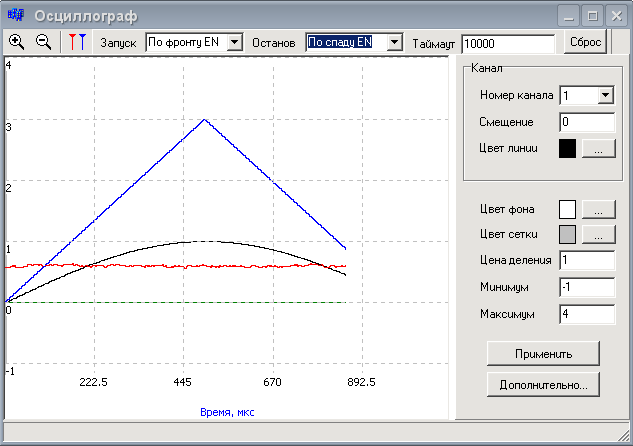 Осциллограф
Запуск По фронту EN Останов По спаду EN Таймаут 10000 Сброс
4
3
2
1
0
-1
222.5 445 670 892.5
Время, мкс
Канал
Номер канала 1
Смещение 0
Цвет линии ...
Цвет фона ...
Цвет сетки ...
Цена деления 1
Минимум -1
Максимум 4
Применить
Дополнительно...